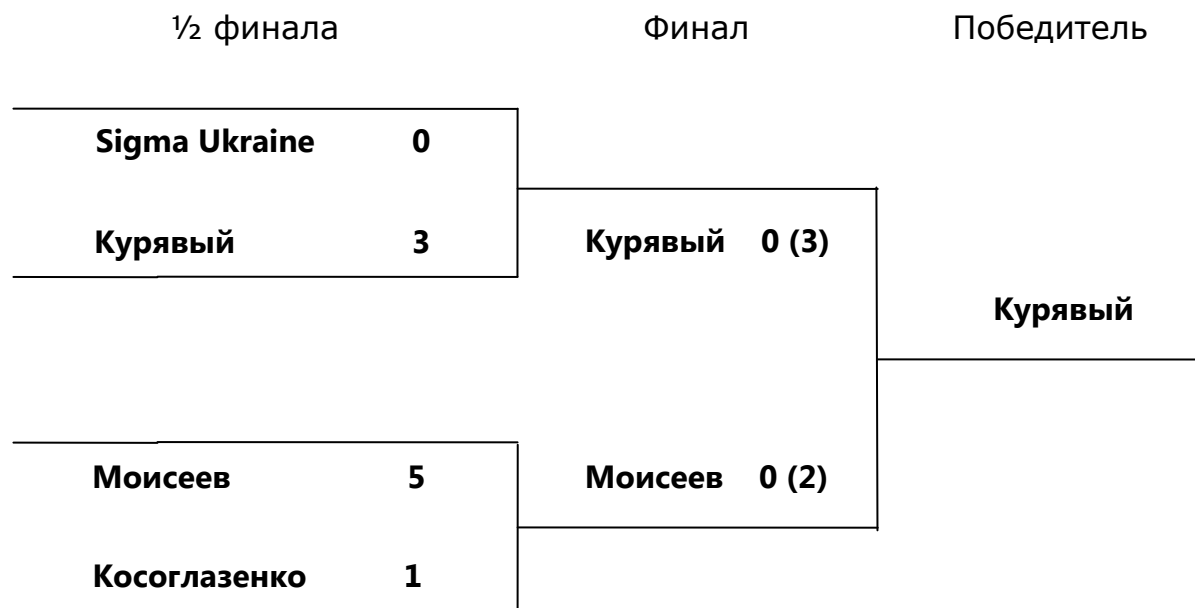 ½ финала Финал Победитель
Sigma Ukraine 0
Курявый 3 Курявый 0 (3)
Курявый
Моисеев 5 Моисеев 0 (2)
Косоглазенко 1